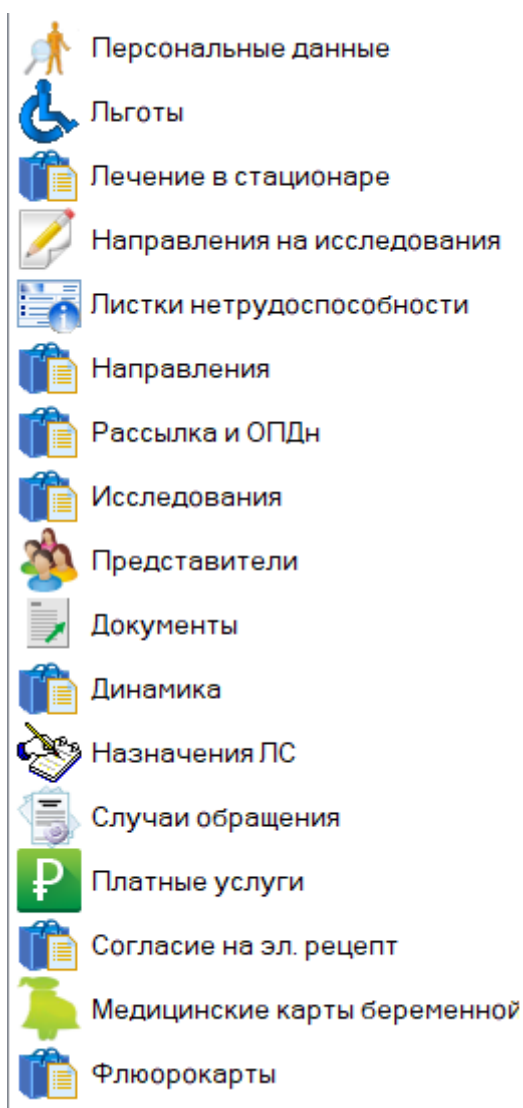 Персональные данные
Льготы
Лечение в стационаре
Направления на исследования
Листки нетрудоспособности
Направления
Рассылка и ОПДн
Исследования
Представители
Документы
Динамика
Назначения ЛС
Случаи обращения
Платные услуги
Согласие на эл. рецепт
Медицинские карты беременной
Флюорокарты